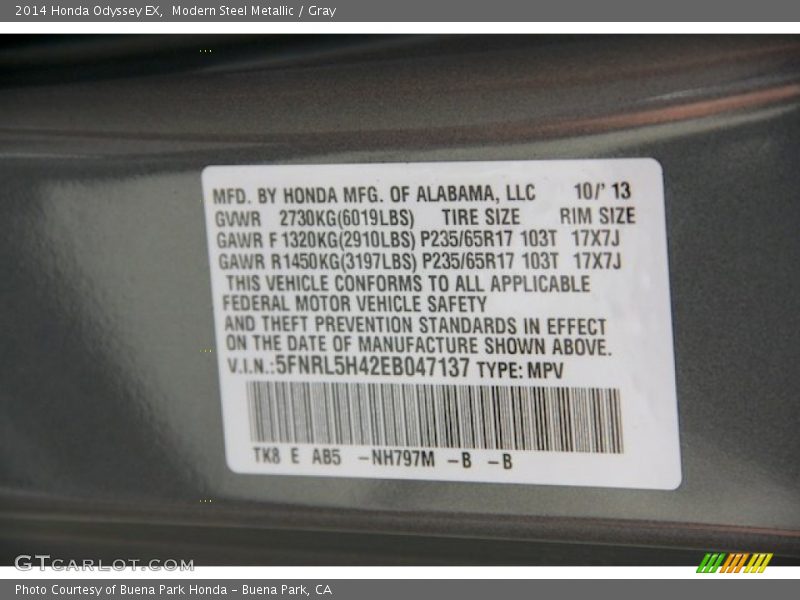 2014 Honda Odyssey EX,  Modern Steel Metallic / Gray
MFD. BY HONDA MFG. OF ALABAMA, LLC 10/' 13
GVWR 2730KG(6019LBS) TIRE SIZE RIM SIZE
GAWR F 1320KG(2910LBS) P235/65R17 103T 17X7J
GAWR R1450KG(3197LBS) P235/65R17 103T 17X7J
THIS VEHICLE CONFORMS TO ALL APPLICABLE
FEDERAL MOTOR VEHICLE SAFETY
AND THEFT PREVENTION STANDARDS IN EFFECT
ON THE DATE OF MANUFACTURE SHOWN ABOVE.
V.I.N.:5FNRL5H42EB047137 TYPE: MPV
TK8 E AB5 -NH797M -B -B
GTcarlot.com
Photo Courtesy of Buena Park Honda - Buena Park, CA